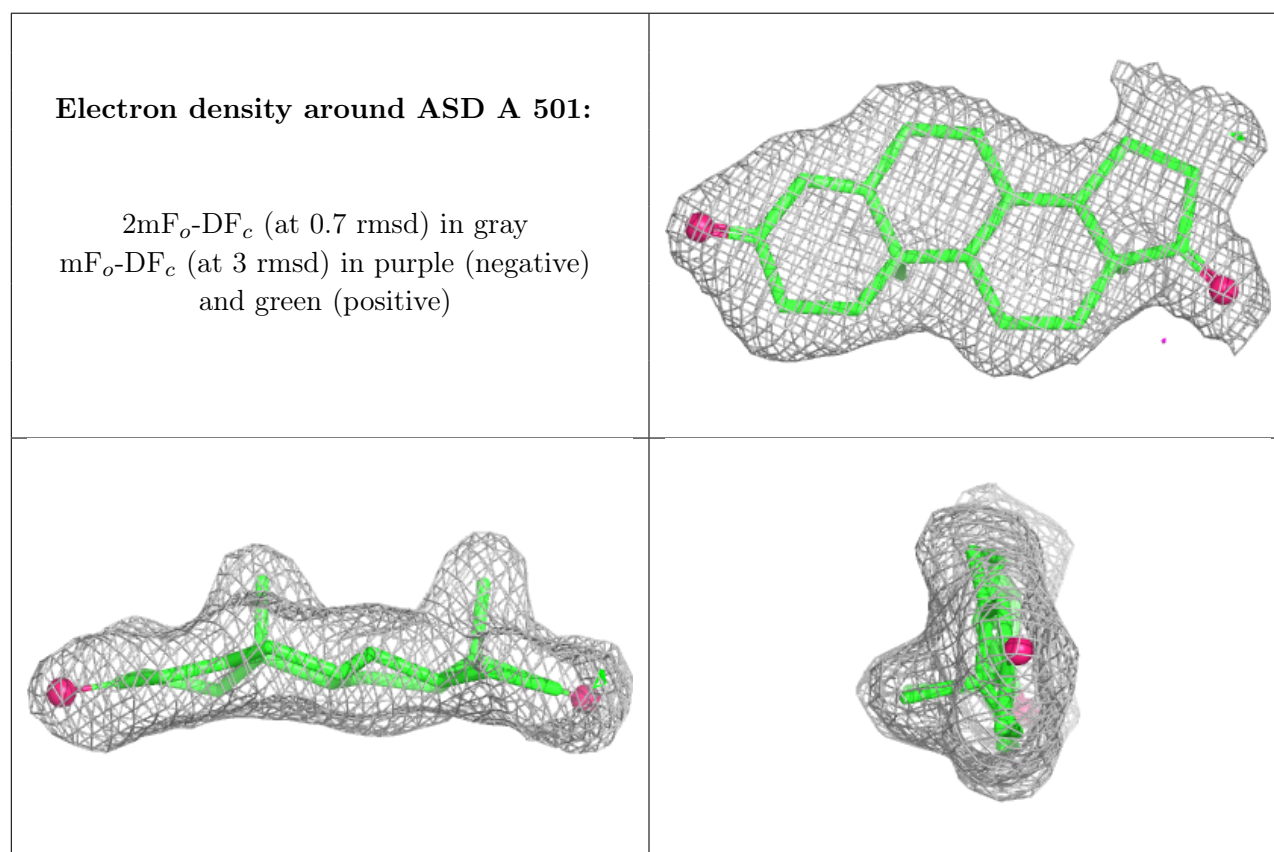 Electron density around ASD A 501:
2mFo-DFc (at 0.7 rmsd) in gray
mFo-DFc (at 3 rmsd) in purple (negative)
and green (positive)